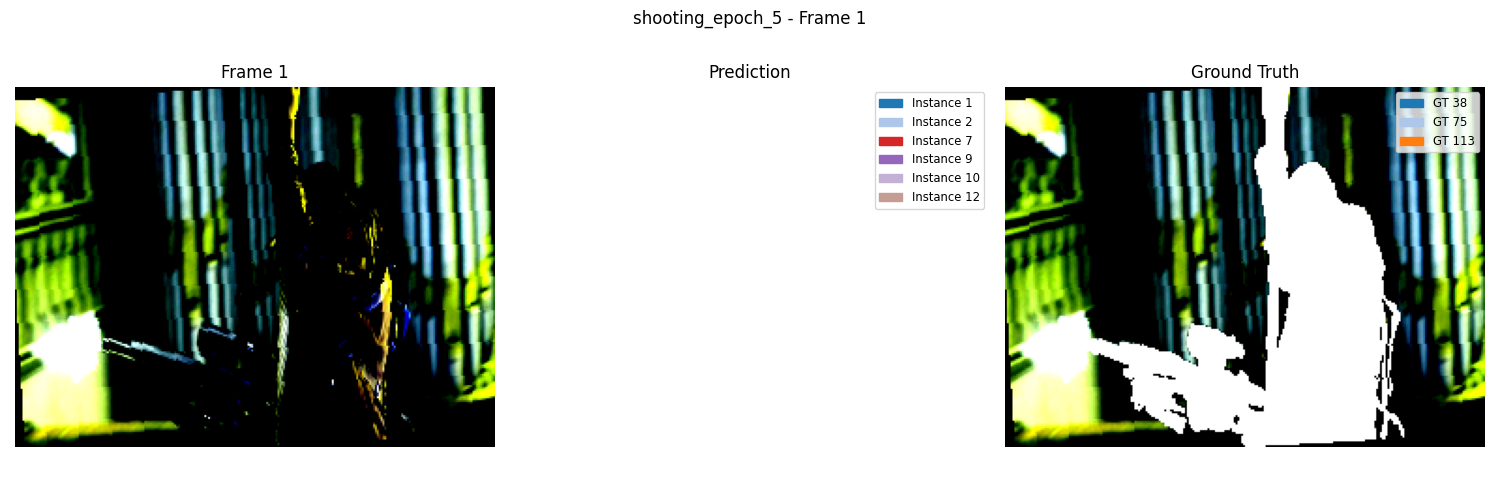 shooting_epoch_5 - Frame 1
Frame 1
Prediction
Ground Truth
Instance 1
Instance 2
Instance 7
Instance 9
Instance 10
Instance 12
GT 38
GT 75
GT 113